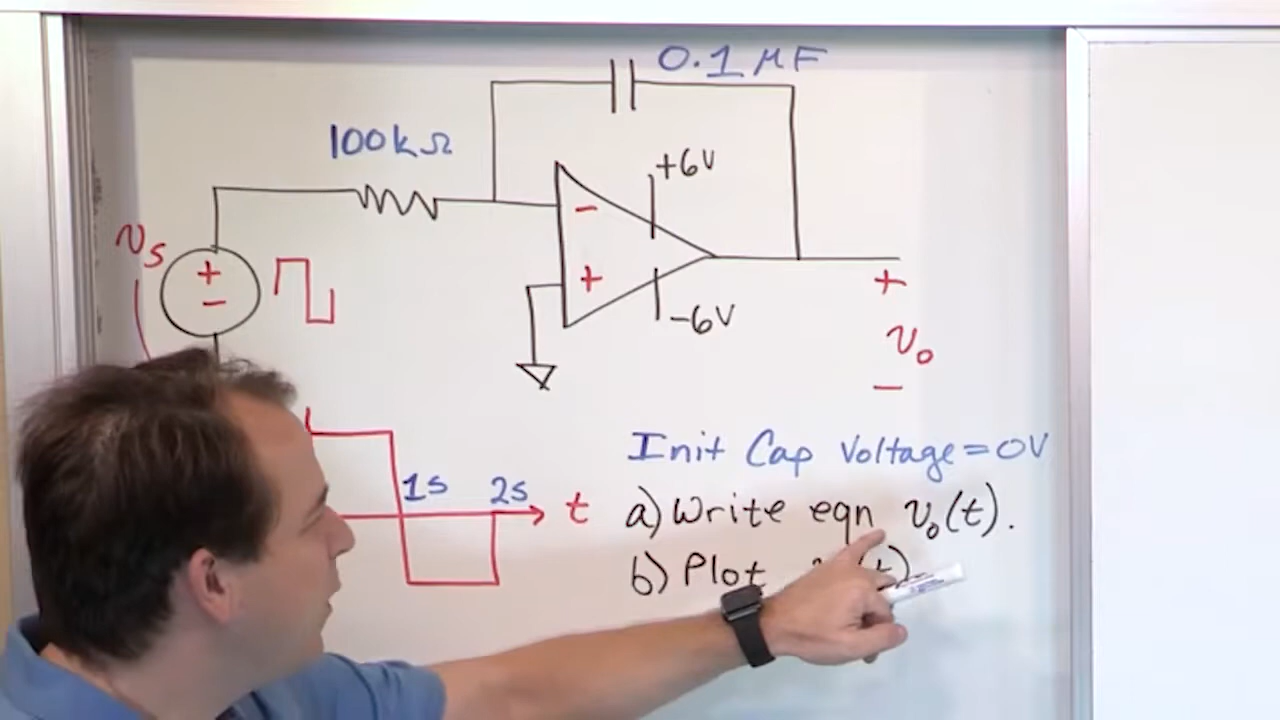 0.1 μF
100kΩ
+6V
vs
-
+
-
+
-6V
+
vo
-
Init Cap Voltage = 0V
1s 2s t
a) Write eqn vo(t).
b) Plot (t)